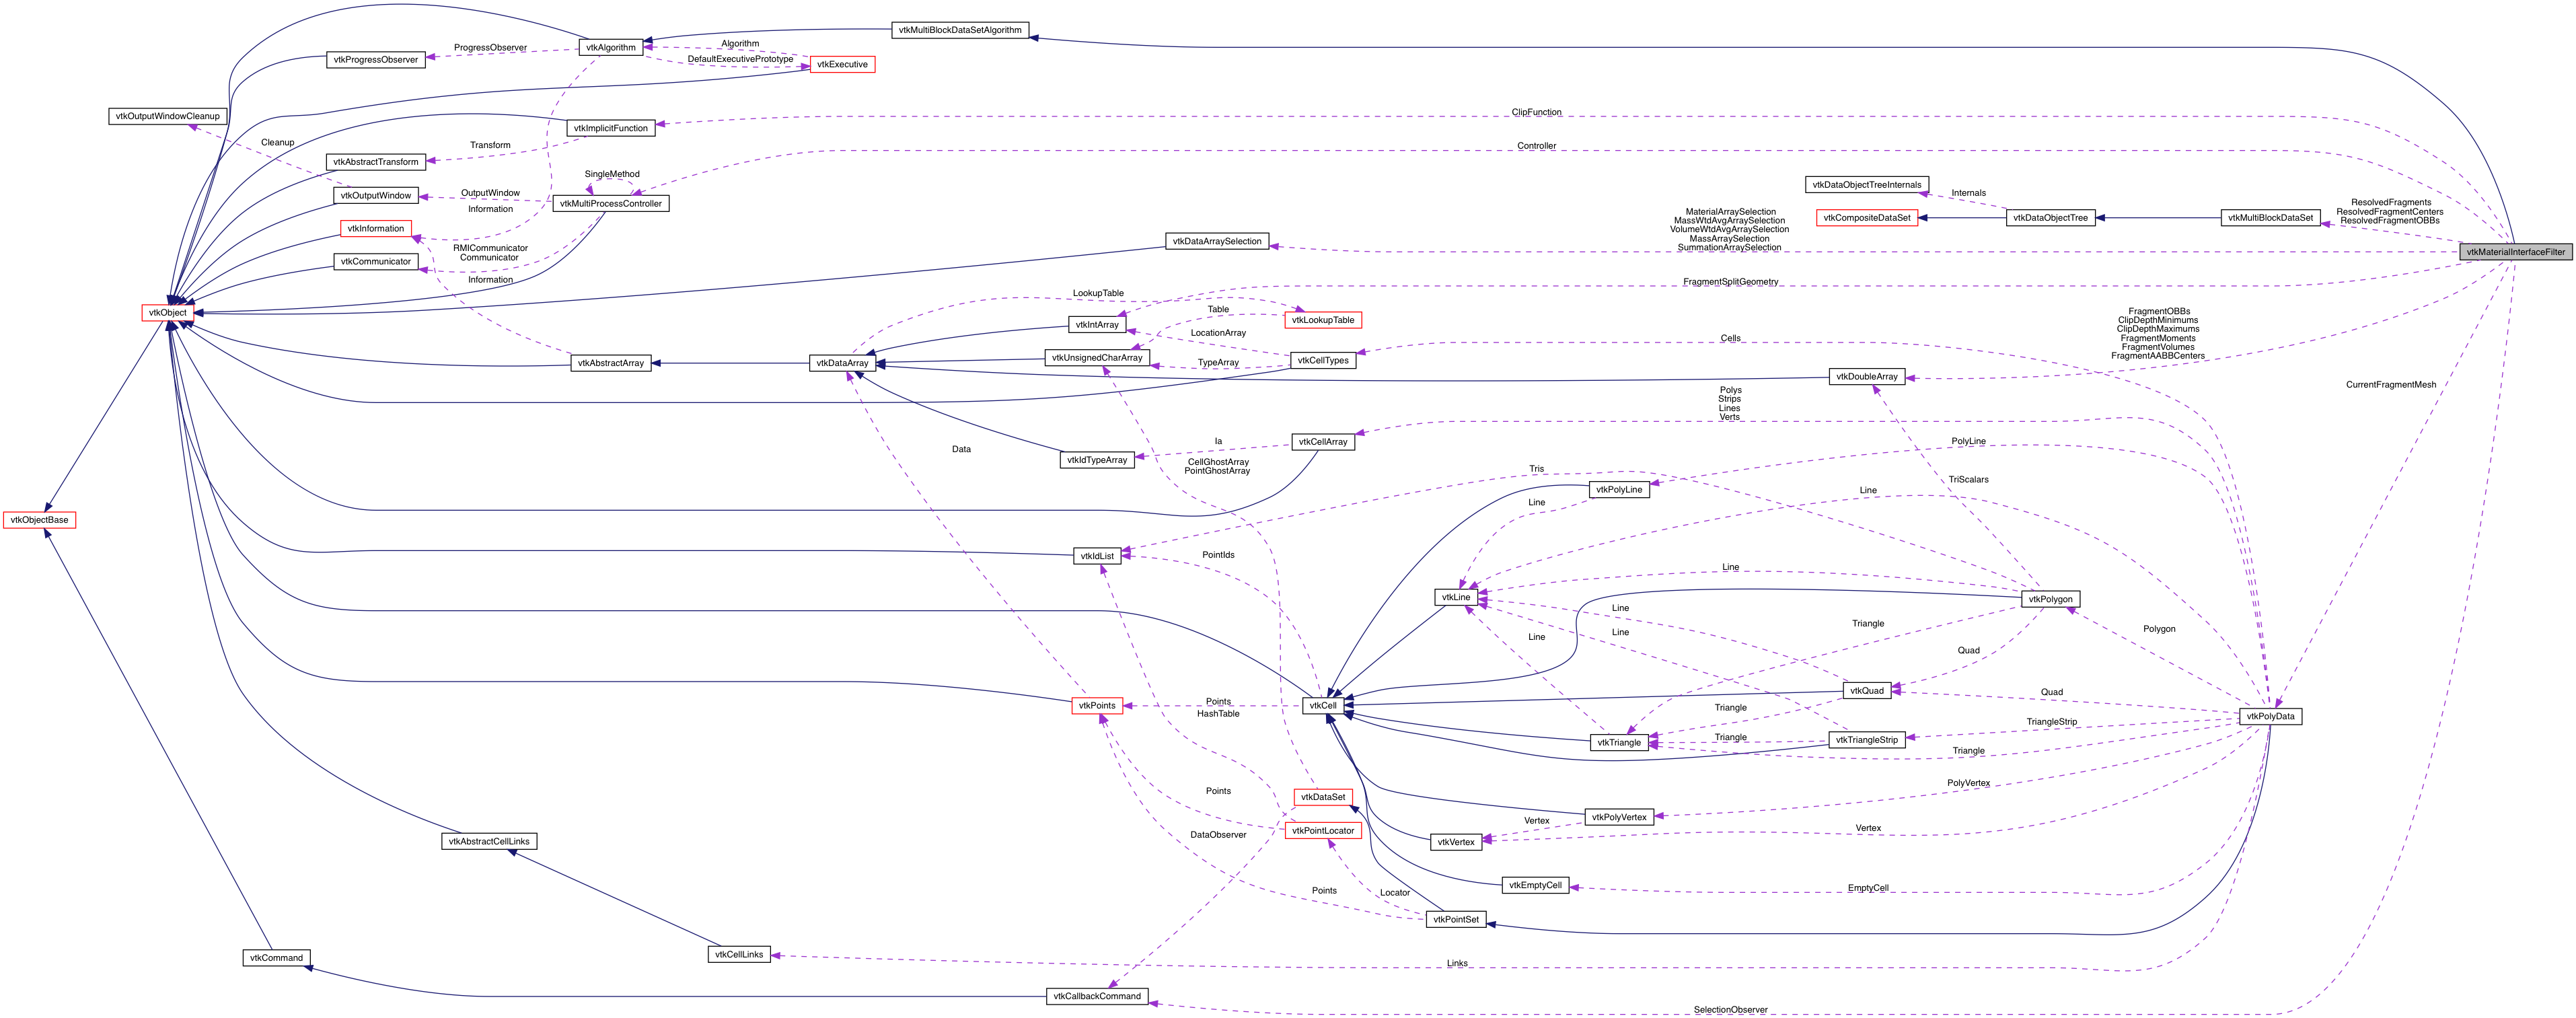 vtkMultiBlockDataSetAlgorithm
vtkAlgorithm
Algorithm
ProgressObserver
DefaultExecutivePrototype
vtkProgressObserver
vtkExecutive
vtkOutputWindowCleanup
ClipFunction
vtkImplicitFunction
Cleanup
Transform
Controller
vtkAbstractTransform
SingleMethod
vtkDataObjectTreeInternals
OutputWindow
Internals
vtkOutputWindow
vtkMultiProcessController
Information
ResolvedFragments
ResolvedFragmentCenters
ResolvedFragmentOBBs
MaterialArraySelection
MassWtdAvgArraySelection
VolumeWtdAvgArraySelection
MassArraySelection
SummationArraySelection
vtkCompositeDataSet
vtkDataObjectTree
vtkMultiBlockDataSet
vtkInformation
vtkDataArraySelection
RMICommunicator
Communicator
vtkMaterialInterfaceFilter
vtkCommunicator
Information
FragmentSplitGeometry
LookupTable
vtkObject
Table
vtkLookupTable
vtkIntArray
LocationArray
FragmentOBBs
ClipDepthMinimums
ClipDepthMaximums
FragmentMoments
FragmentVolumes
FragmentAABBCenters
Cells
vtkUnsignedCharArray
vtkCellTypes
vtkAbstractArray
vtkDataArray
TypeArray
vtkDoubleArray
CurrentFragmentMesh
Polys
Strips
Lines
Verts
Ia
vtkCellArray
PolyLine
Data
vtkIdTypeArray
CellGhostArray
PointGhostArray
Tris
TriScalars
vtkPolyLine
Line
Line
vtkObjectBase
vtkIdList
PointIds
Line
vtkLine
vtkPolygon
Line
Triangle
Polygon
Line
Line
Quad
vtkQuad
Quad
vtkPoints
Points
HashTable
vtkCell
Triangle
vtkPolyData
TriangleStrip
Triangle
vtkTriangle
vtkTriangleStrip
Triangle
PolyVertex
Points
vtkDataSet
vtkPolyVertex
Vertex
Vertex
DataObserver
vtkPointLocator
vtkAbstractCellLinks
vtkVertex
Points
Locator
vtkEmptyCell
EmptyCell
vtkPointSet
vtkCommand
vtkCellLinks
Links
vtkCallbackCommand
SelectionObserver